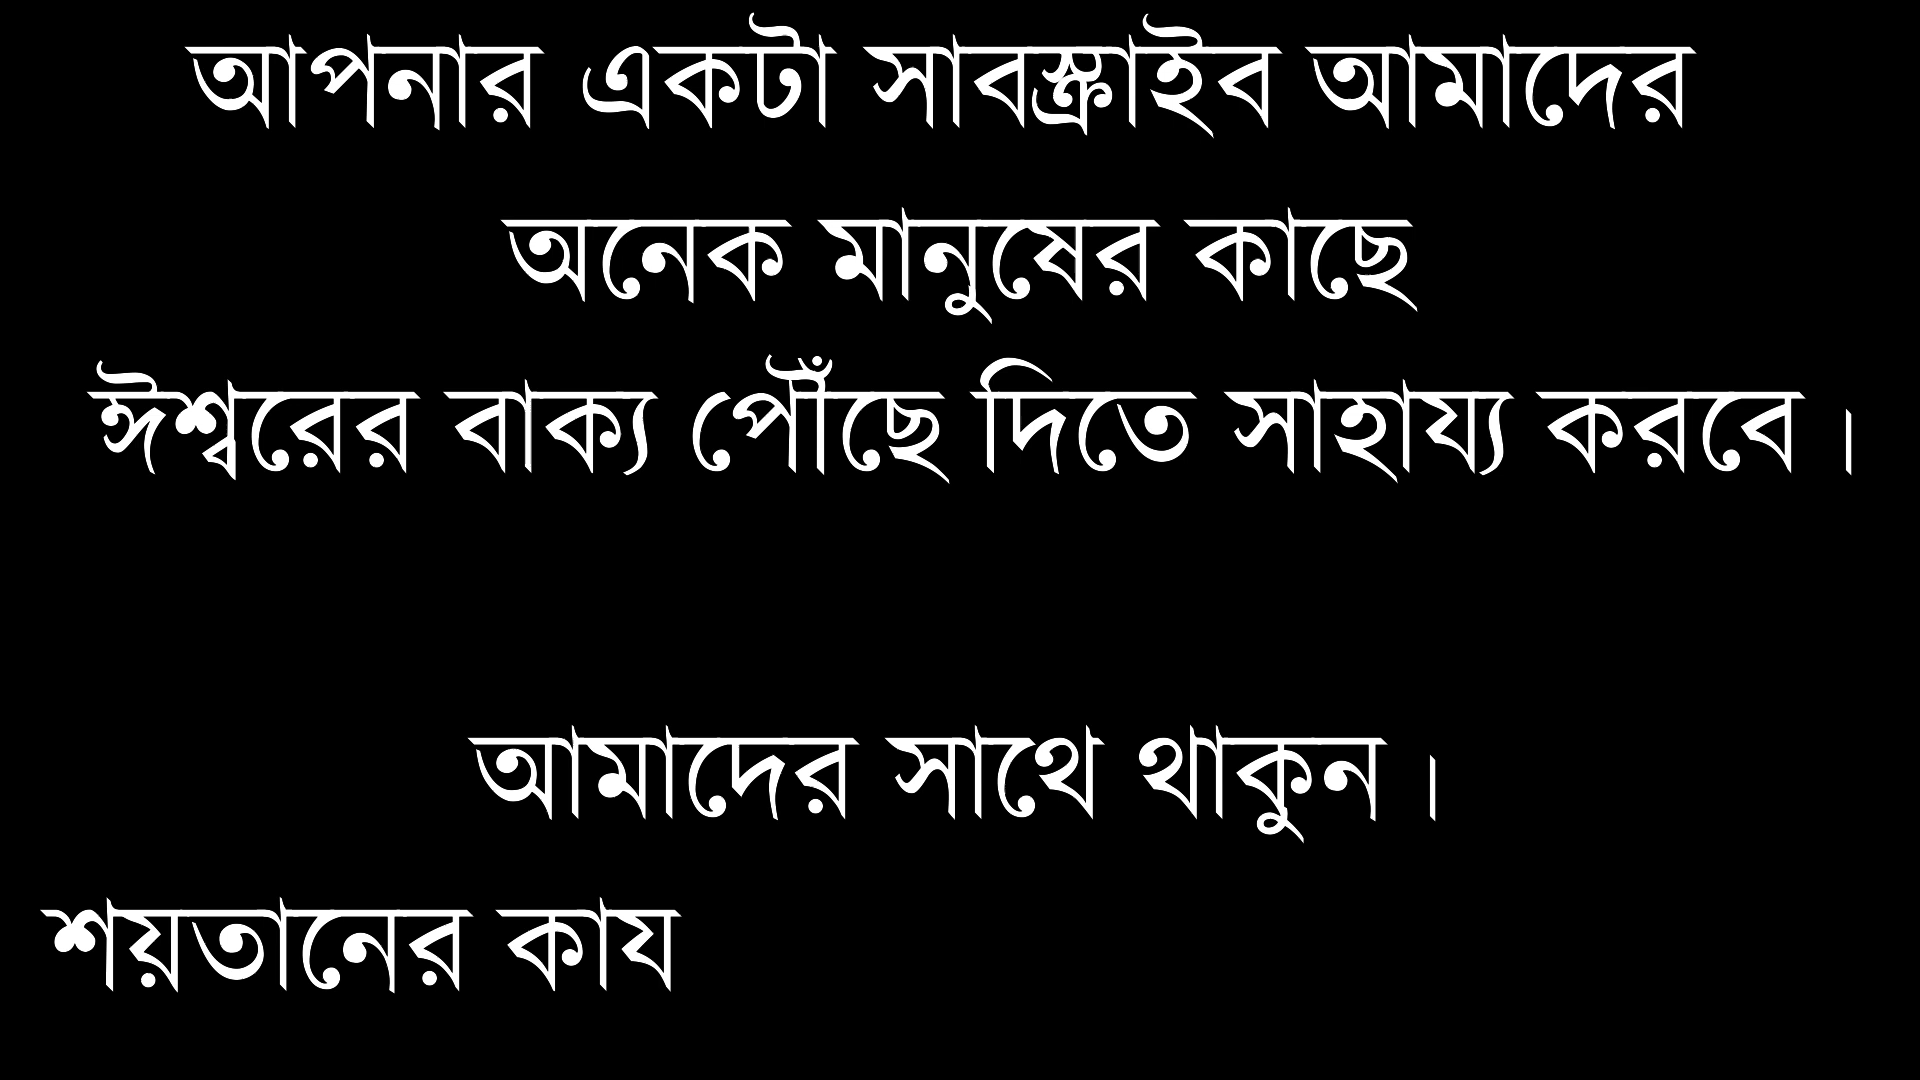 আপনার একটা সাবস্ক্রাইব আমাদের
অনেক মানুষের কাছে
ঈশ্বরের বাক্য পৌঁছে দিতে সাহায্য করবে।
আমাদের সাথে থাকুন।
শয়তানের কায